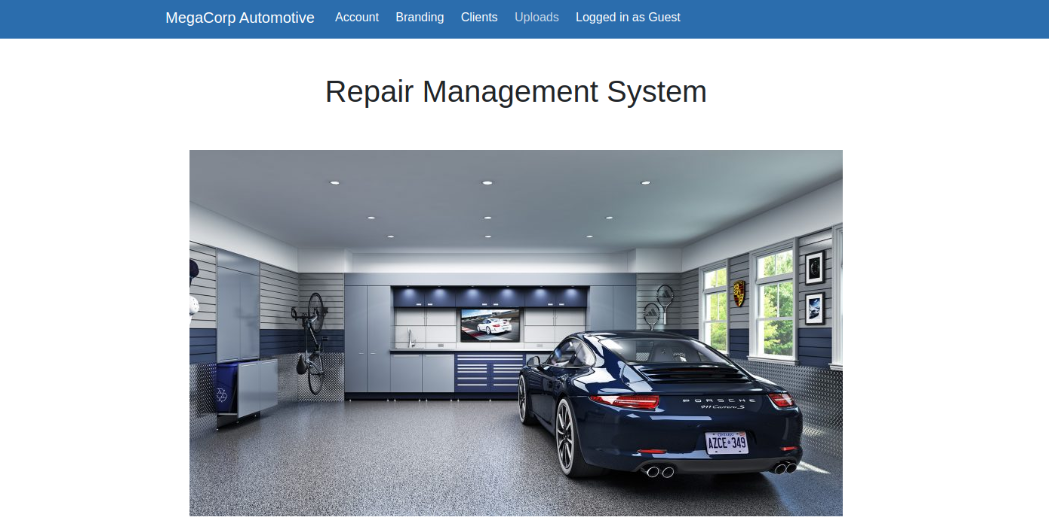 MegaCorp Automotive Account Branding Clients Uploads Logged in as Guest
Repair Management System
PORSCHE
911 Carrera S
AZCE 349